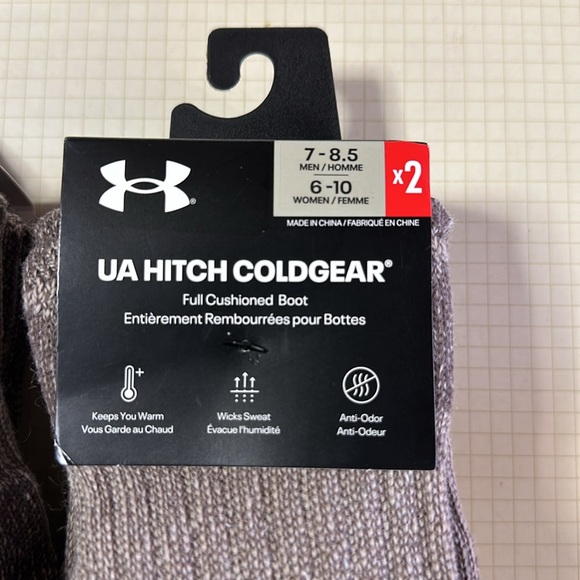 7 - 8.5
MEN / HOMME
6 -10
WOMEN / FEMME
x2
MADE IN CHINA / FABRIQUÉ EN CHINE
UA HITCH COLDGEAR®
Full Cushioned Boot
Entièrement Rembourrées pour Bottes
Keeps You Warm
Vous Garde au Chaud
Wicks Sweat
Évacue l'humidité
Anti-Odor
Anti-Odeur